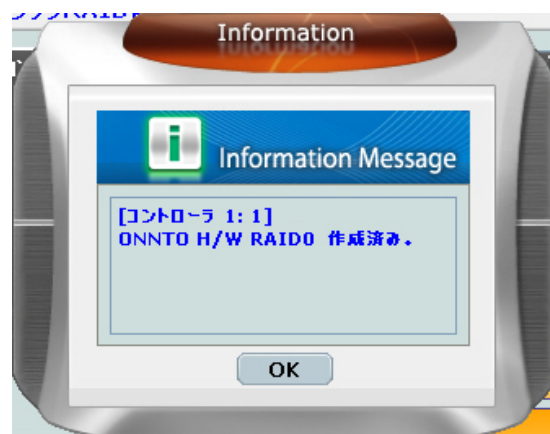 Information
Information Message
[コントローラ 1: 1]
ONNTO H/W RAID0 作成済み.
OK